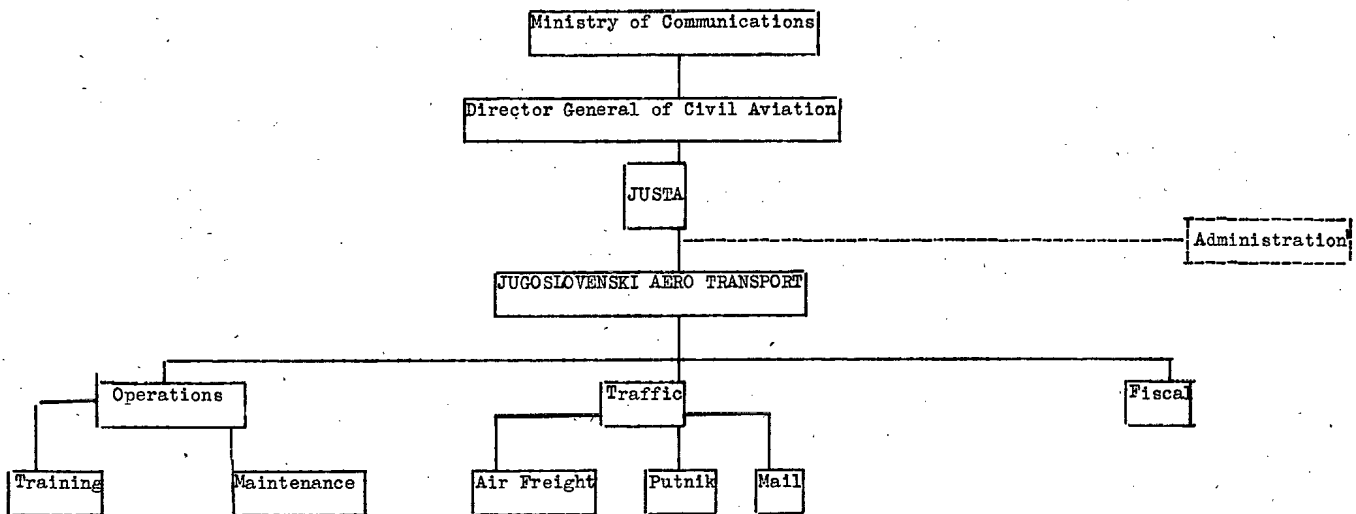 Ministry of Communications
Director General of Civil Aviation
JUSTA
Administration
JUGOSLOVENSKI AERO TRANSPORT
Operations
Traffic
Fiscal
Training
Maintenance
Air Freight
Putnik
Mail